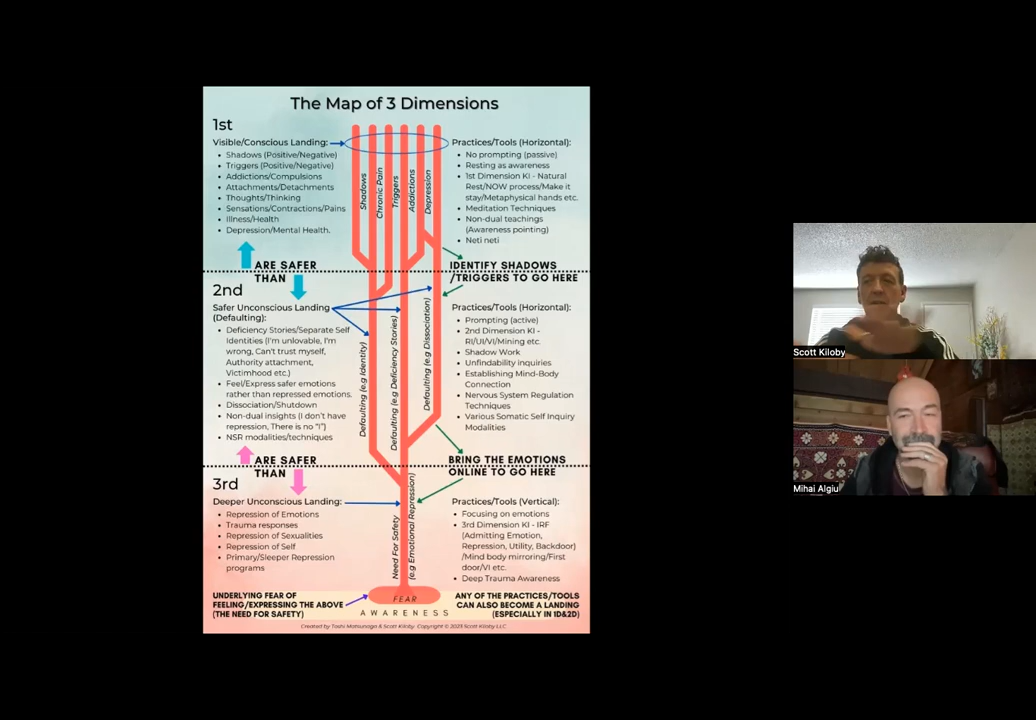 The Map of 3 Dimensions
1st
Visible/Conscious Landing:
Shadows (Positive/Negative)
Triggers (Positive/Negative)
Addictions/Compulsions
Attachments/Detachments
Thoughts/Thinking
Sensations/Contractions/Pains
Illness/Health
Depression/Mental Health.
Shadows
Chronic Pain
Triggers
Addictions
Depression
Practices/Tools (Horizontal):
No prompting (passive)
Resting as awareness
1st Dimension KI - Natural
Rest/NOW process/Make it
stay/Metaphysical hands etc.
Meditation Techniques
Non-dual teachings
(Awareness pointing)
Neti neti
ARE SAFER
THAN
IDENTIFY SHADOWS
/TRIGGERS TO GO HERE
2nd
Safer Unconscious Landing
(Defaulting):
Deficiency Stories/Separate Self
Identities (I'm unlovable, I'm
wrong, Can't trust myself,
Authority attachment,
Victimhood etc.)
Feel/Express safer emotions
rather than repressed emotions.
Dissociation/Shutdown
Non-dual insights (I don't have
repression, There is no "I")
NSR modalities/techniques
Defaulting (e.g Identity)
Defaulting (e.g Deficiency Stories)
Defaulting (e.g Dissociation)
Practices/Tools (Horizontal):
Prompting (active)
2nd Dimension KI -
RI/UI/VI/Mining etc.
Shadow Work
Unfindability inquiries
Establishing Mind-Body
Connection
Nervous System Regulation
Techniques
Various Somatic Self Inquiry
Modalities
ARE SAFER
THAN
BRING THE EMOTIONS
ONLINE TO GO HERE
3rd
Deeper Unconscious Landing:
Repression of Emotions
Trauma responses
Repression of Sexualities
Repression of Self
Primary/Sleeper Repression
programs
Need For Safety
(e.g Emotional Repression)
Practices/Tools (Vertical):
Focusing on emotions
3rd Dimension KI - IRF
(Admitting Emotion,
Repression, Utility, Backdoor)
/Mind body mirroring/First
door/VI etc.
Deep Trauma Awareness
UNDERLYING FEAR OF
FEELING/EXPRESSING THE ABOVE
(THE NEED FOR SAFETY)
FEAR
AWARENESS
ANY OF THE PRACTICES/TOOLS
CAN ALSO BECOME A LANDING
(ESPECIALLY IN 1D&2D)
Created by Toshi Matsunaga & Scott Kiloby. Copyright © 2023 Scott Kiloby LLC
Scott Kiloby
Mihai Algiu